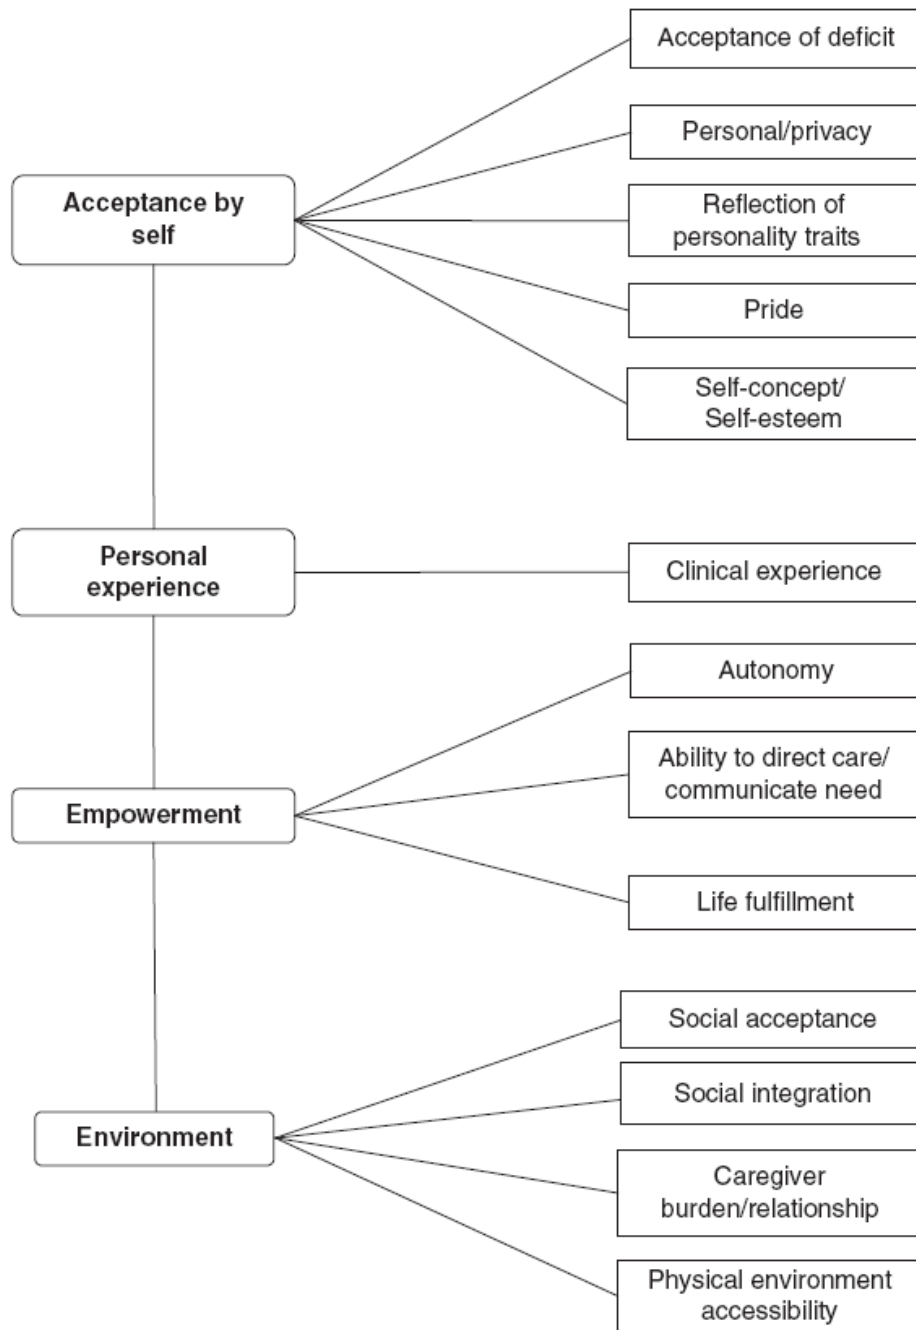 Acceptance of deficit
Personal/privacy
Acceptance by
self
Reflection of
personality traits
Pride
Self-concept/
Self-esteem
Personal
experience
Clinical experience
Autonomy
Ability to direct care/
communicate need
Empowerment
Life fulfillment
Social acceptance
Social integration
Environment
Caregiver
burden/relationship
Physical environment
accessibility